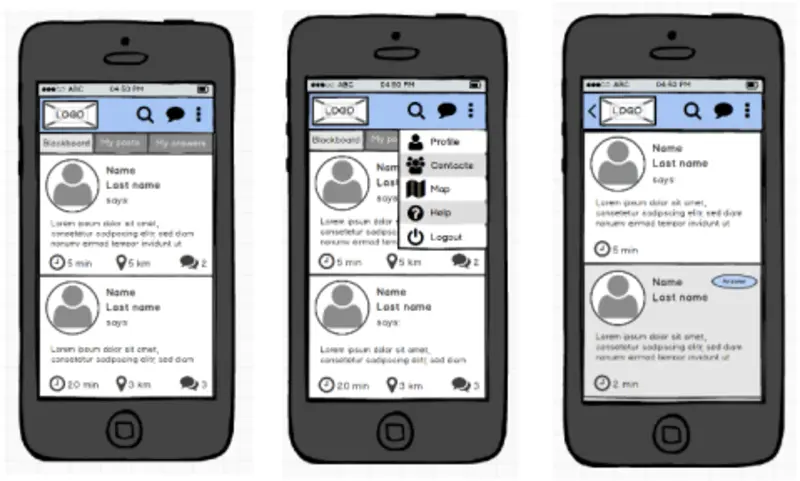 ABC 04:50 PM
LOGO
Blackboard My posts My answers
Name
Last name
says:
Lorem ipsum dolor sit amet,
consetetur sadipscing elitr, sed diam
nonumy eirmod tempor invidunt ut
5 min 5 km 2
Name
Last name
says:
Lorem ipsum dolor sit amet,
consetetur sadipscing elitr, sed diam
20 min 3 km 3
ABC 04:50 PM
LOGO
Blackboard My po
Profile
Contacts
Map
Help
Logout
Nam
Last
says
Lorem ipsum dolor sit amet,
consetetur sadipscing
nonumy eirmod tempor
5 min 5 km 2
Name
Last name
says:
Lorem ipsum dolor sit amet,
consetetur sadipscing elitr, sed diam
20 min 3 km 3
ABC 04:50 PM
LOGO
Name
Last name
says:
Lorem ipsum dolor sit amet,
consetetur sadipscing elitr, sed diam
nonumy eirmod tempor invidunt ut
5 min
Name
Answer
Last name
Lorem ipsum dolor sit amet,
consetetur sadipscing elitr, sed diam
nonumy eirmod tempor invidunt ut
2 min